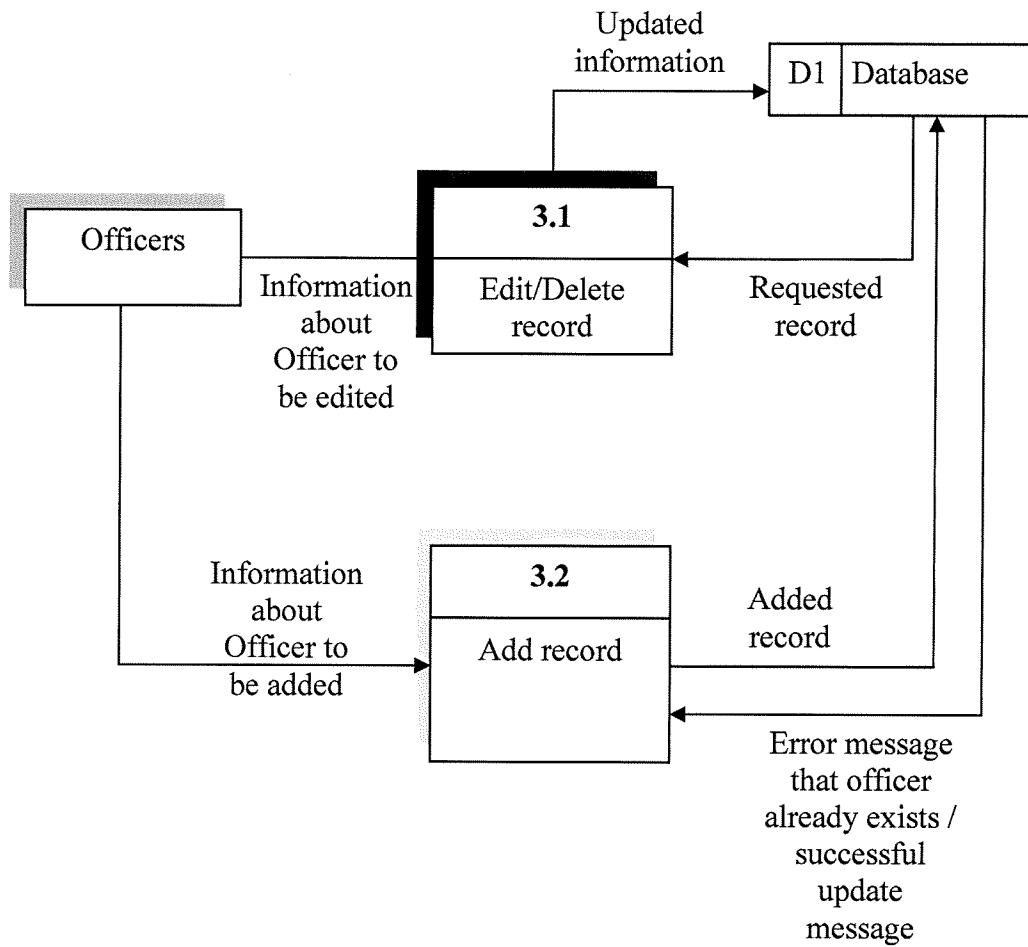 Updated
information
D1 Database
3.1
Officers
Edit/Delete
record
Information
about
Officer to
be edited
Requested
record
3.2
Information
about
Officer to
be added
Add record
Added
record
Error message
that officer
already exists /
successful
update
message